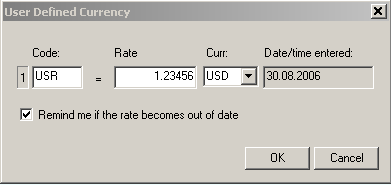 User Defined Currency
Code: Rate Curr: Date/time entered:
1 USR = 1.23456 USD 30.08.2006
Remind me if the rate becomes out of date
OK Cancel